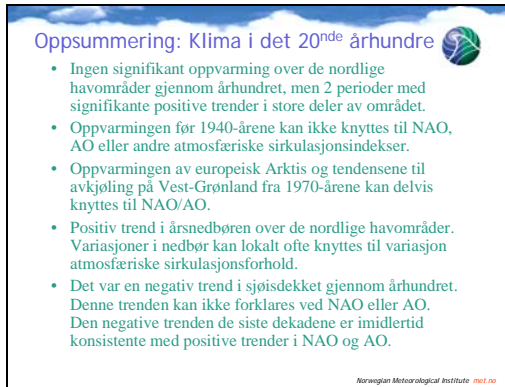 Oppsummering: Klima i det 20nde århundre
• Ingen signifikant oppvarming over de nordlige
havområder gjennom århundret, men 2 perioder med
signifikante positive trender i store deler av området.
• Oppvarmingen før 1940-årene kan ikke knyttes til NAO,
AO eller andre atmosfæriske sirkulasjonsindekser.
• Oppvarmingen av europeisk Arktis og tendensene til
avkjøling på Vest-Grønland fra 1970-årene kan delvis
knyttes til NAO/AO.
• Positiv trend i årsnedbøren over de nordlige havområder.
Variasjoner i nedbør kan lokalt ofte knyttes til variasjon
atmosfæriske sirkulasjonsforhold.
• Det var en negativ trend i sjøisdekket gjennom århundret.
Denne trenden kan ikke forklares ved NAO eller AO.
Den negative trenden de siste dekadene er imidlertid
konsistente med positive trender i NAO og AO.
Norwegian Meteorological Institute met.no